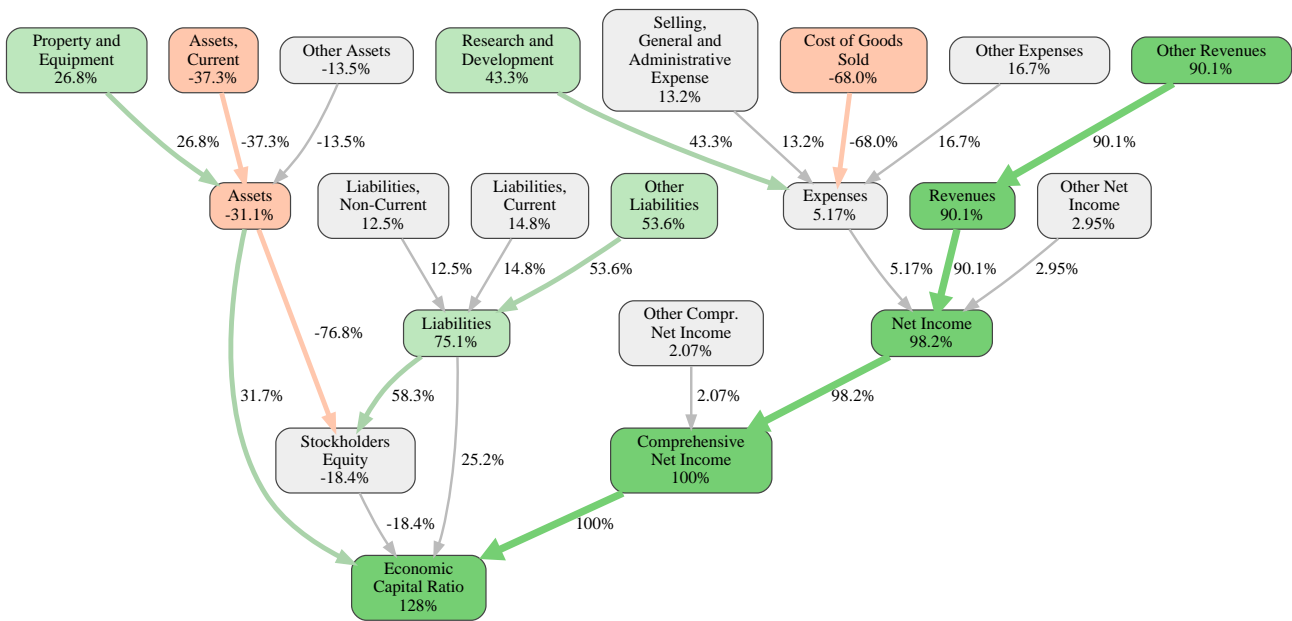 Property and
Equipment
26.8%
Assets,
Current
-37.3%
Other Assets
-13.5%
Research and
Development
43.3%
Selling,
General and
Administrative
Expense
13.2%
Cost of Goods
Sold
-68.0%
Other Expenses
16.7%
Other Revenues
90.1%
26.8%
-37.3%
-13.5%
43.3%
13.2%
-68.0%
16.7%
90.1%
Assets
-31.1%
Liabilities,
Non-Current
12.5%
Liabilities,
Current
14.8%
Other
Liabilities
53.6%
Expenses
5.17%
Revenues
90.1%
Other Net
Income
2.95%
12.5%
14.8%
53.6%
5.17%
90.1%
2.95%
-76.8%
Liabilities
75.1%
Other Compr.
Net Income
2.07%
Net Income
98.2%
31.7%
58.3%
2.07%
98.2%
Stockholders
Equity
-18.4%
25.2%
Comprehensive
Net Income
100%
-18.4%
100%
Economic
Capital Ratio
128%